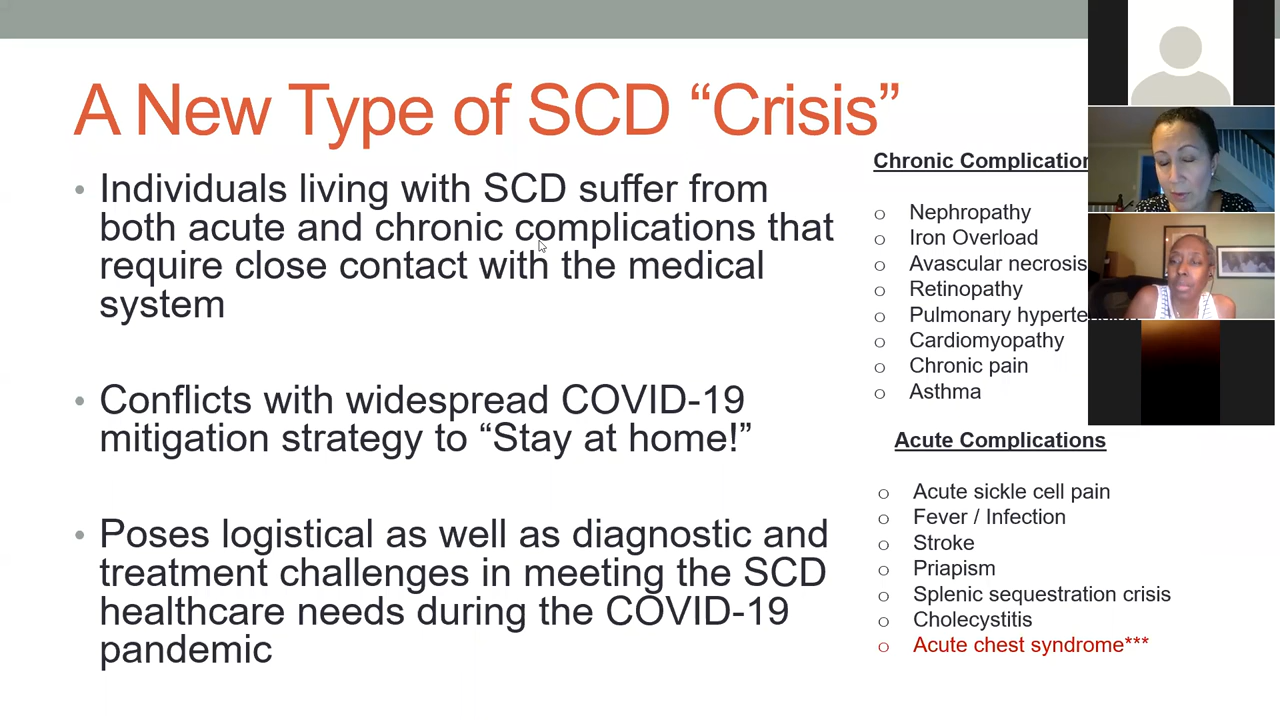 A New Type of SCD “Crisis”
• Individuals living with SCD suffer from
both acute and chronic complications that
require close contact with the medical
system
• Conflicts with widespread COVID-19
mitigation strategy to “Stay at home!”
• Poses logistical as well as diagnostic and
treatment challenges in meeting the SCD
healthcare needs during the COVID-19
pandemic
Chronic
o Nephropathy
o Iron Overload
o Avascular necrosis
o Retinopathy
o Pulmonary
o Cardiomyopathy
o Chronic pain
o Asthma
Acute Complications
o Acute sickle cell pain
o Fever / Infection
o Stroke
o Priapism
o Splenic sequestration crisis
o Cholecystitis
o Acute chest syndrome***